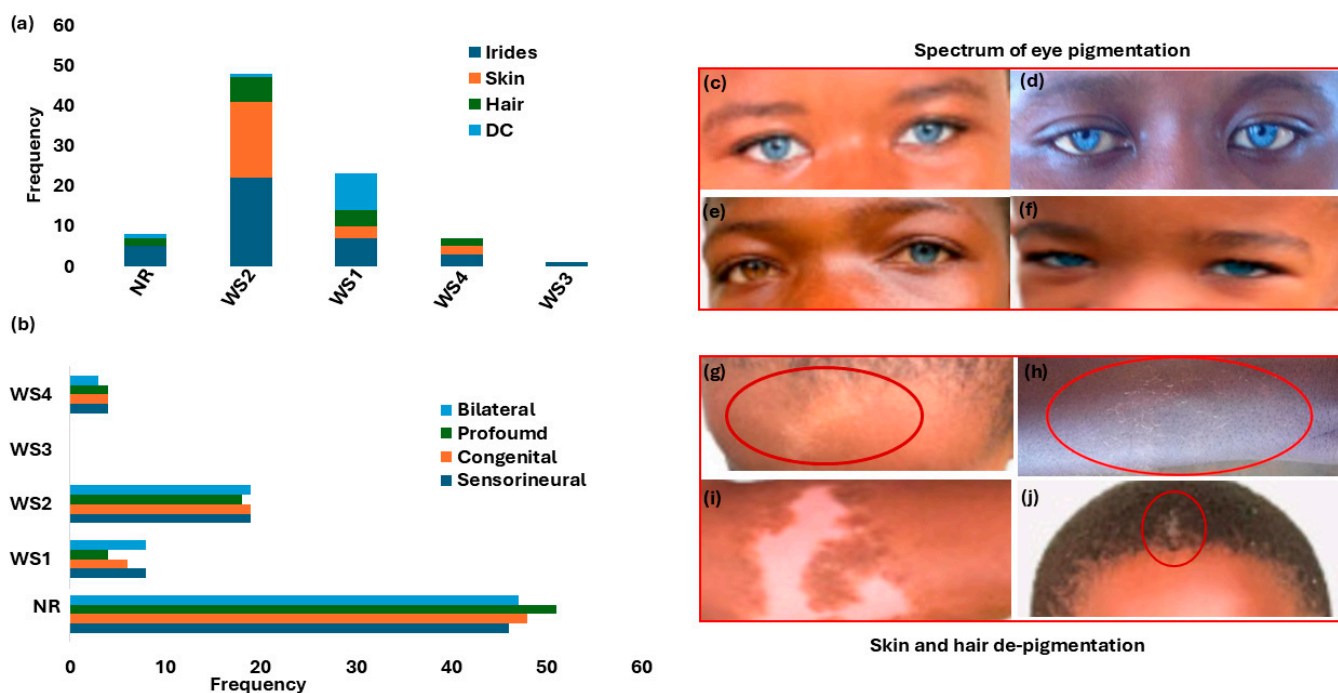 (a)
60
50
40
30
20
10
0
Frequency
Irides
Skin
Hair
DC
NR
WS2
WS1
WS4
WS3
(b)
WS4
WS3
WS2
WS1
NR
Bilateral
Profoumd
Congenital
Sensorineural
0 10 20 30 40 50 60
Frequency
Spectrum of eye pigmentation
(c)
(d)
(e)
(f)
(g)
(h)
(i)
(j)
Skin and hair de-pigmentation